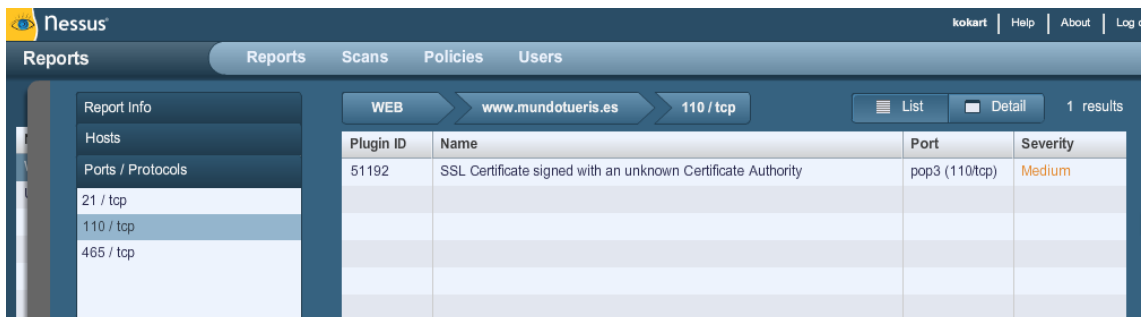 Nessus
kokart Help About
Reports Reports Scans Policies Users
Report Info
Hosts
Ports / Protocols
21 / tcp
110 / tcp
465 / tcp
WEB www.mundotueris.es 110 / tcp List Detail 1 results
Plugin ID Name Port Severity
51192 SSL Certificate signed with an unknown Certificate Authority pop3 (110/tcp) Medium